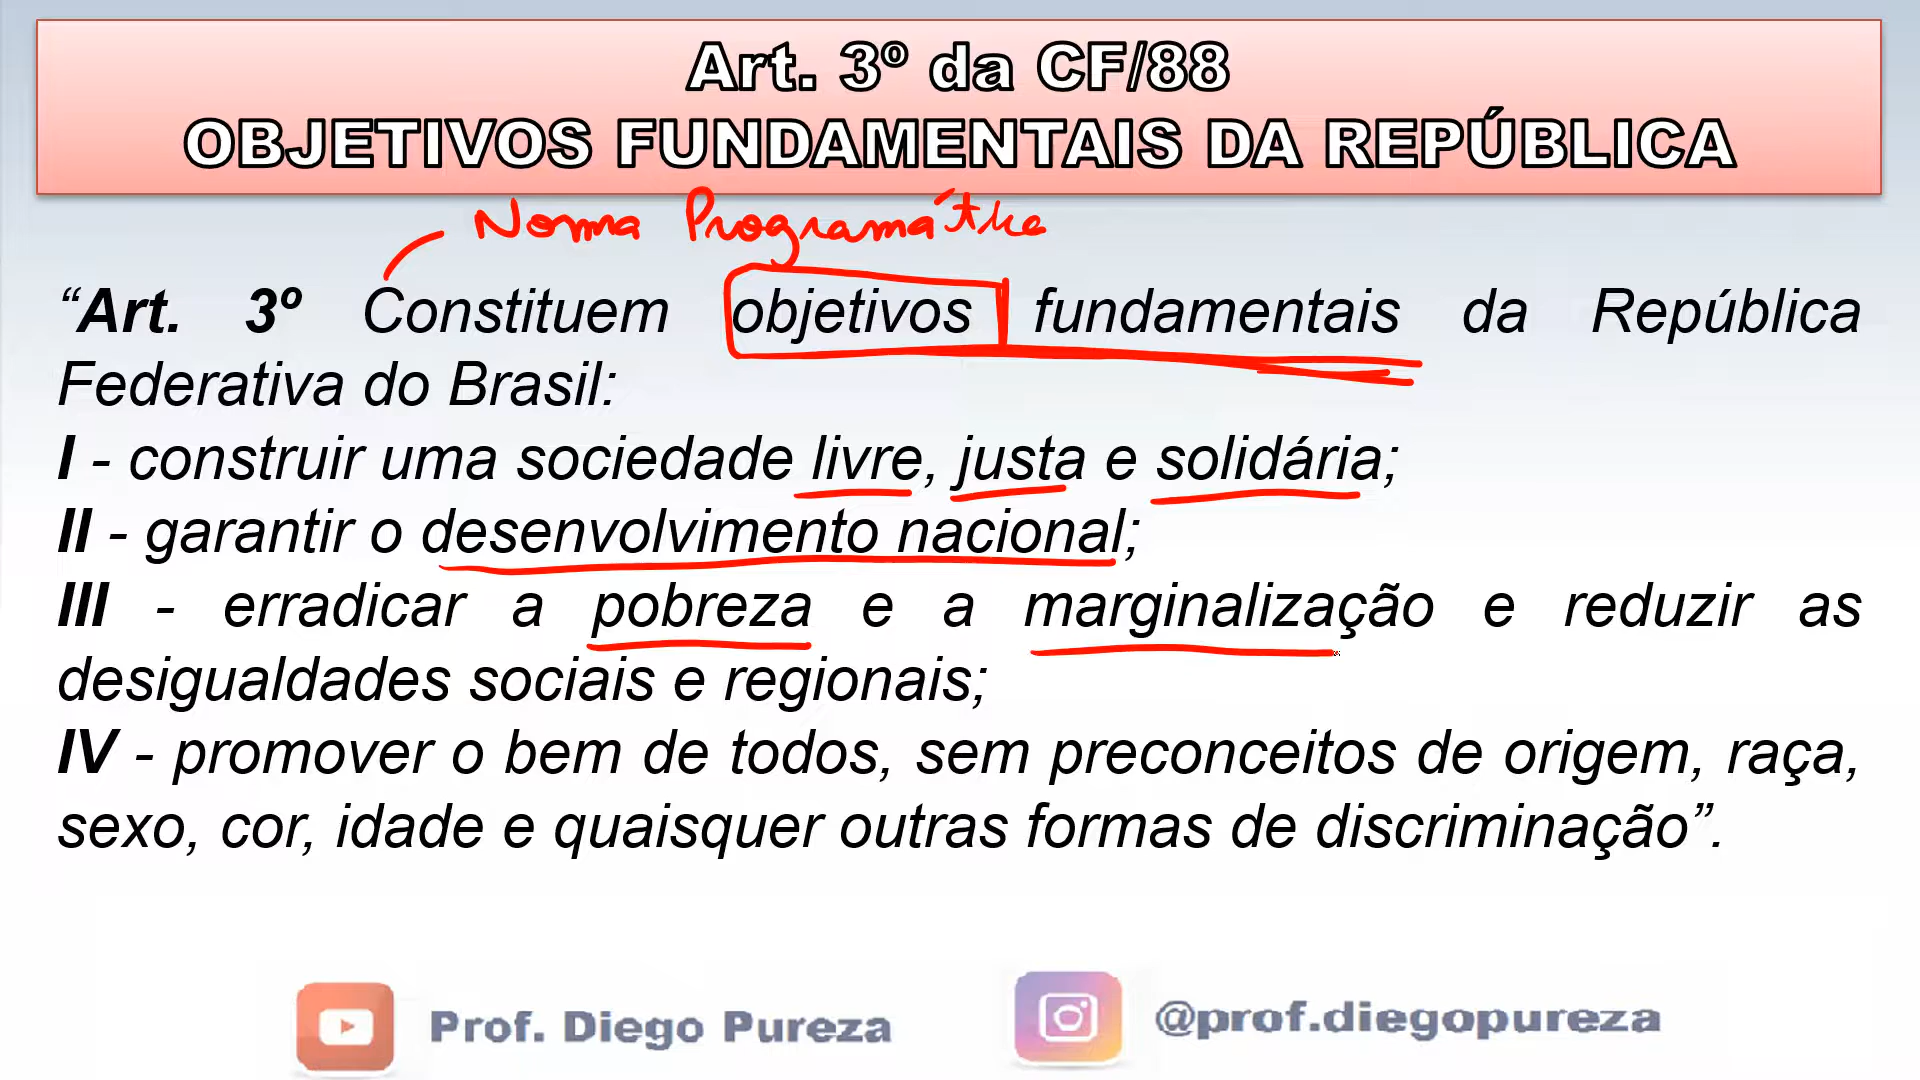 Art. 3º da CF/88
OBJETIVOS FUNDAMENTAIS DA REPÚBLICA
Norma Programática
“Art. 3º Constituem objetivos fundamentais da República
Federativa do Brasil:
I - construir uma sociedade livre, justa e solidária;
II - garantir o desenvolvimento nacional;
III - erradicar a pobreza e a marginalização e reduzir as
desigualdades sociais e regionais;
IV - promover o bem de todos, sem preconceitos de origem, raça,
sexo, cor, idade e quaisquer outras formas de discriminação”.
Prof. Diego Pureza
@prof.diegopureza